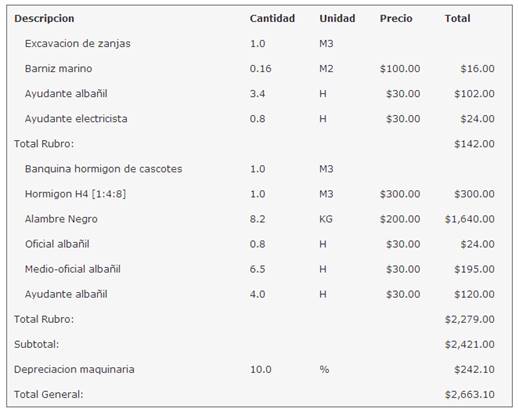 Descripcion Cantidad Unidad Precio Total
Excavacion de zanjas 1.0 M3
Barniz marino 0.16 M2 $100.00 $16.00
Ayudante albañil 3.4 H $30.00 $102.00
Ayudante electricista 0.8 H $30.00 $24.00
Total Rubro: $142.00
Banquina hormigon de cascotes 1.0 M3
Hormigon H4 [1:4:8] 1.0 M3 $300.00 $300.00
Alambre Negro 8.2 KG $200.00 $1,640.00
Oficial albañil 0.8 H $30.00 $24.00
Medio-oficial albañil 6.5 H $30.00 $195.00
Ayudante albañil 4.0 H $30.00 $120.00
Total Rubro: $2,279.00
Subtotal: $2,421.00
Depreciacion maquinaria 10.0 % $242.10
Total General: $2,663.10